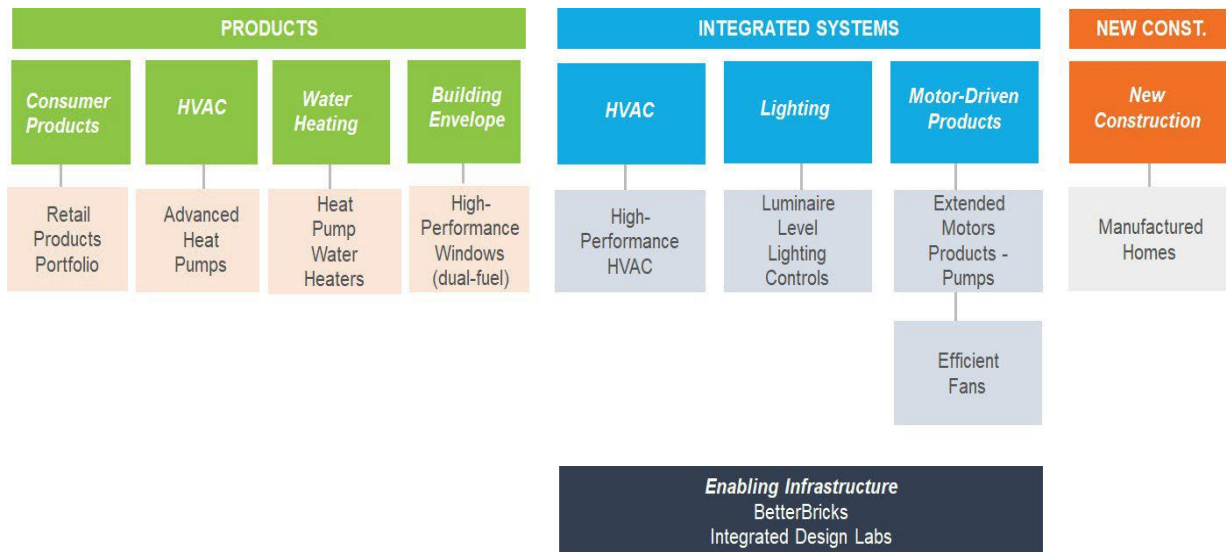 PRODUCTS
Consumer
Products
HVAC
Water
Heating
Building
Envelope
Retail
Products
Portfolio
Advanced
Heat
Pumps
Heat
Pump
Water
Heaters
High-
Performance
Windows
(dual-fuel)
INTEGRATED SYSTEMS
HVAC
Lighting
Motor-Driven
Products
High-
Performance
HVAC
Luminaire
Level
Lighting
Controls
Extended
Motors
Products -
Pumps
Efficient
Fans
Enabling Infrastructure
BetterBricks
Integrated Design Labs
NEW CONST.
New
Construction
Manufactured
Homes